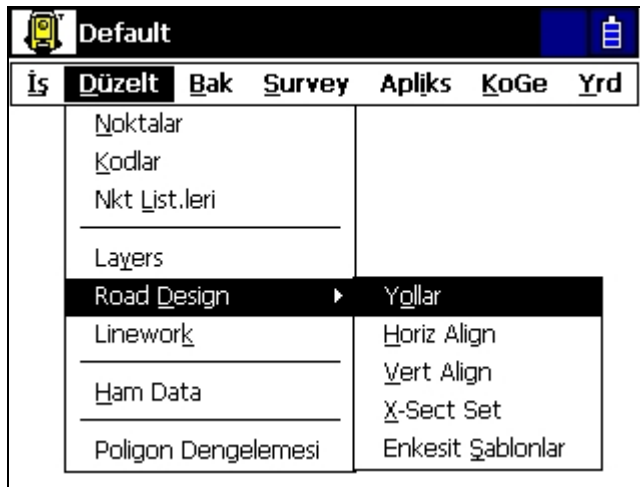 Default
İş Düzelt Bak Survey Apliks KoGe Yrd
Noktalar
Kodlar
Nkt List.leri
Layers
Road Design Yollar
Linework Horiz Align
Vert Align
Ham Data X-Sect Set
Poligon Dengelemesi Enkesit Şablonlar